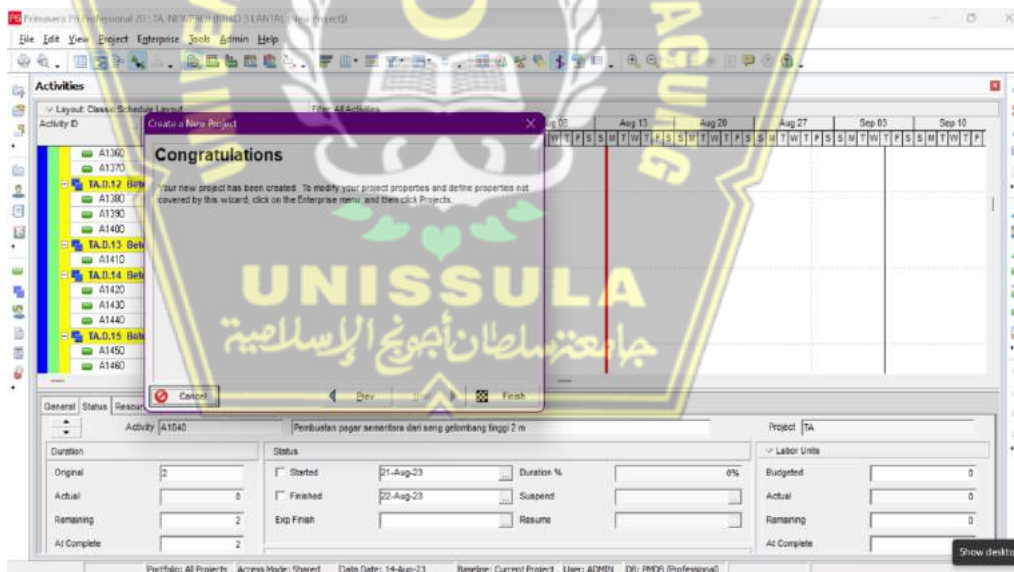 Primavera P6 Professional 20 : TA, NEW PROJ (RUKO 3 LANTAI, New Project)
File Edit View Project Enterprise Tools Admin Help
Activities
Layout: Classic Schedule Layout
Filter: All Activities
Activity ID
Aug 13 Aug 20 Aug 27 Sep 03 Sep 10
A1360
A1370
TA.D.12
A1380
A1390
A1400
TA.D.13
A1410
TA.D.14
A1420
A1430
A1440
TA.D.15
A1450
A1460
Create a New Project
Congratulations
Your new project has been created. To modify your project properties and define properties not
covered by this wizard, click on the Enterprise menu, and then click Projects.
Cancel Prev Next Finish
UNISSULA
جامعتنسلطان أجونج الإسلامية
General Status
Activity A1040 Pembuatan pagar sementara dari seng gelombang tinggi 2 m Project TA
Duration Status Labor Units
Original 2 Started 21-Aug-23 Duration % 0% Budgeted 0
Actual 0 Finished 22-Aug-23 Suspend Actual 0
Remaining 2 Exp Finish Resume Remaining 0
At Complete 2 At Complete
Show deskto
Portfolio: All Projects Access Mode: Shared Data Date: 14-Aug-23 Baseline: Current Project User: ADMIN DB: PMDB (Professional)